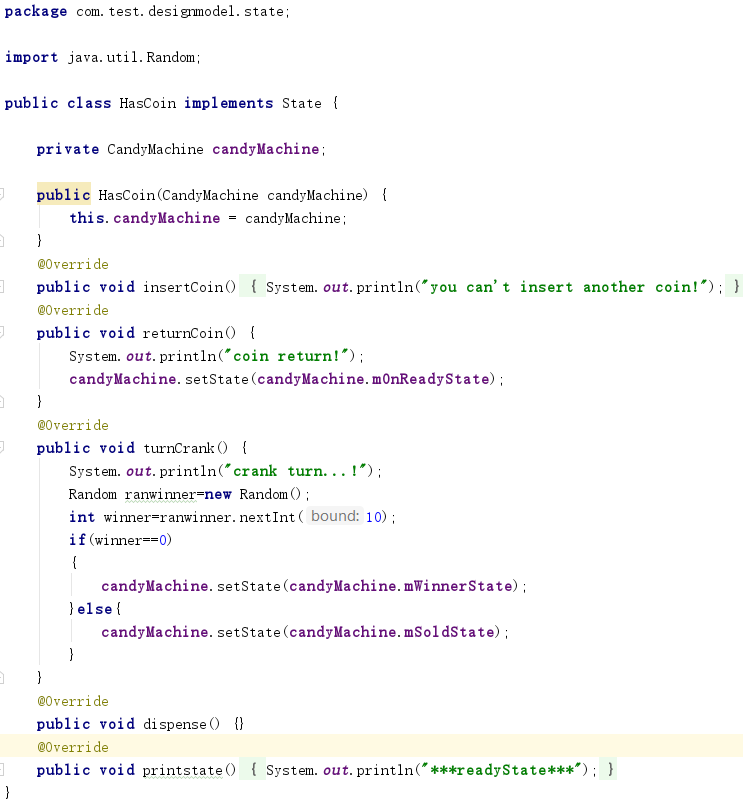 package com.test.designmodel.state;
import java.util.Random;
public class HasCoin implements State {
private CandyMachine candyMachine;
public HasCoin(CandyMachine candyMachine) {
this.candyMachine = candyMachine;
}
@Override
public void insertCoin() { System.out.println("you can't insert another coin!"); }
@Override
public void returnCoin() {
System.out.println("coin return!");
candyMachine.setState(candyMachine.mOnReadyState);
}
@Override
public void turnCrank() {
System.out.println("crank turn...!");
Random ranwinner=new Random();
int winner=ranwinner.nextInt( bound: 10);
if(winner==0)
{
candyMachine.setState(candyMachine.mWinnerState);
}else{
candyMachine.setState(candyMachine.mSoldState);
}
}
@Override
public void dispense() {}
@Override
public void printstate() { System.out.println("***readyState***"); }
}